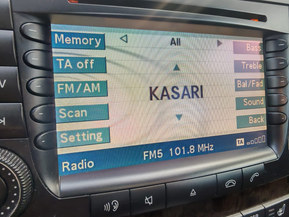 Memory
All
Bass
TA off
Treble
FM/AM
KASARI
Bal/Fad
Scan
Sound
Setting
Back
Radio
FM5 101.8 MHz
TA